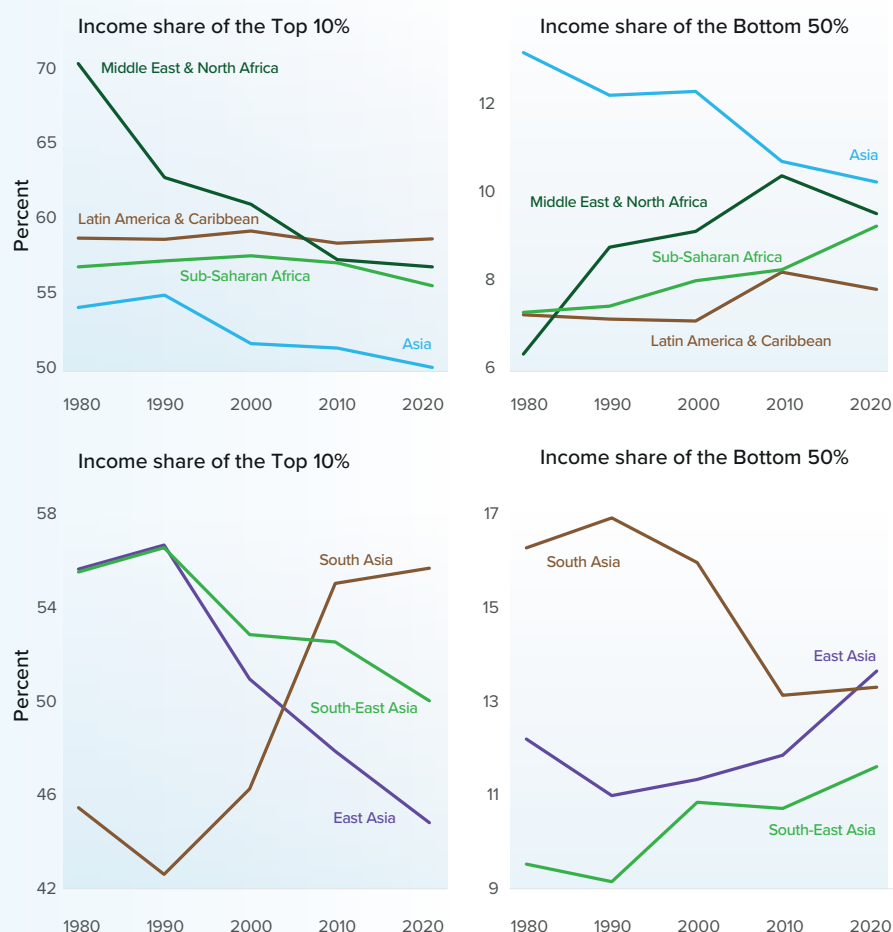 Income share of the Top 10%
Percent
70
65
60
55
50
Middle East & North Africa
Latin America & Caribbean
Sub-Saharan Africa
Asia
1980 1990 2000 2010 2020
Income share of the Bottom 50%
12
10
8
6
Asia
Middle East & North Africa
Sub-Saharan Africa
Latin America & Caribbean
1980 1990 2000 2010 2020
Income share of the Top 10%
Percent
58
54
50
46
42
South Asia
South-East Asia
East Asia
1980 1990 2000 2010 2020
Income share of the Bottom 50%
17
15
13
11
9
South Asia
East Asia
South-East Asia
1980 1990 2000 2010 2020